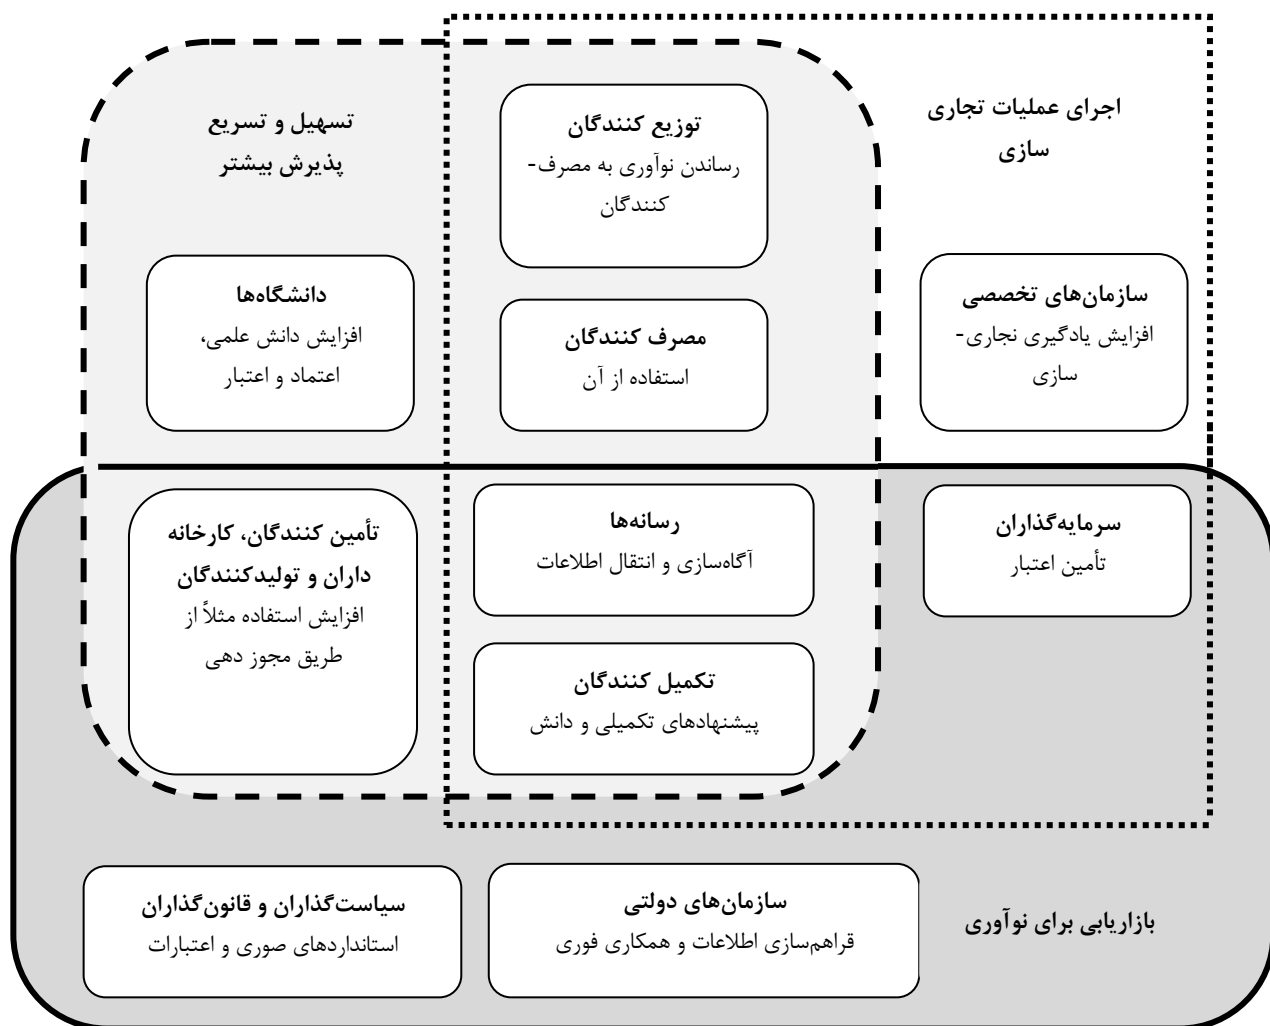 اجرای عملیات تجاری
سازی
تسهیل و تسریع
پذیرش بیشتر
توزیع کنندگان
رساندن نوآوری به مصرف-
کنندگان
سازمان‌های تخصصی
افزایش یادگیری نجاری-
سازی
مصرف کنندگان
استفاده از آن
دانشگاه‌ها
افزایش دانش علمی،
اعتماد و اعتبار
سرمایه‌گذاران
تأمین اعتبار
رسانه‌ها
آگاه‌سازی و انتقال اطلاعات
تأمین کنندگان، کارخانه
داران و تولیدکنندگان
افزایش استفاده مثلاً از
طریق مجوز دهی
تکمیل کنندگان
پیشنهادهای تکمیلی و دانش
بازاریابی برای نوآوری
سازمان‌های دولتی
قراهم‌سازی اطلاعات و همکاری فوری
سیاست‌گذاران و قانون‌گذاران
استانداردهای صوری و اعتبارات